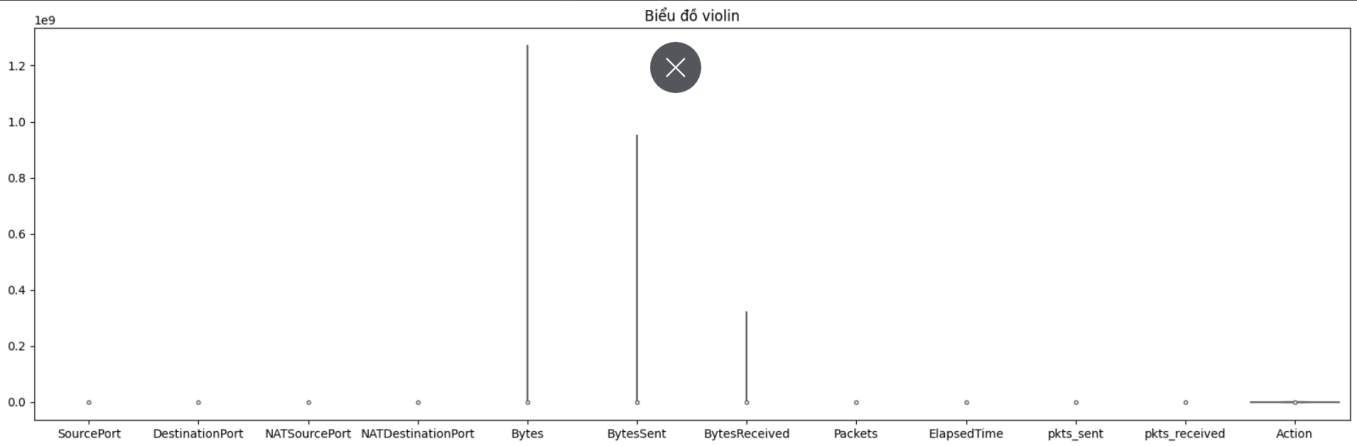 Biểu đồ violin
1e9
1.2
1.0
0.8
0.6
0.4
0.2
0.0
SourcePort DestinationPort NATSourcePort NATDestinationPort Bytes BytesSent BytesReceived Packets ElapsedTime pkts_sent pkts_received Action